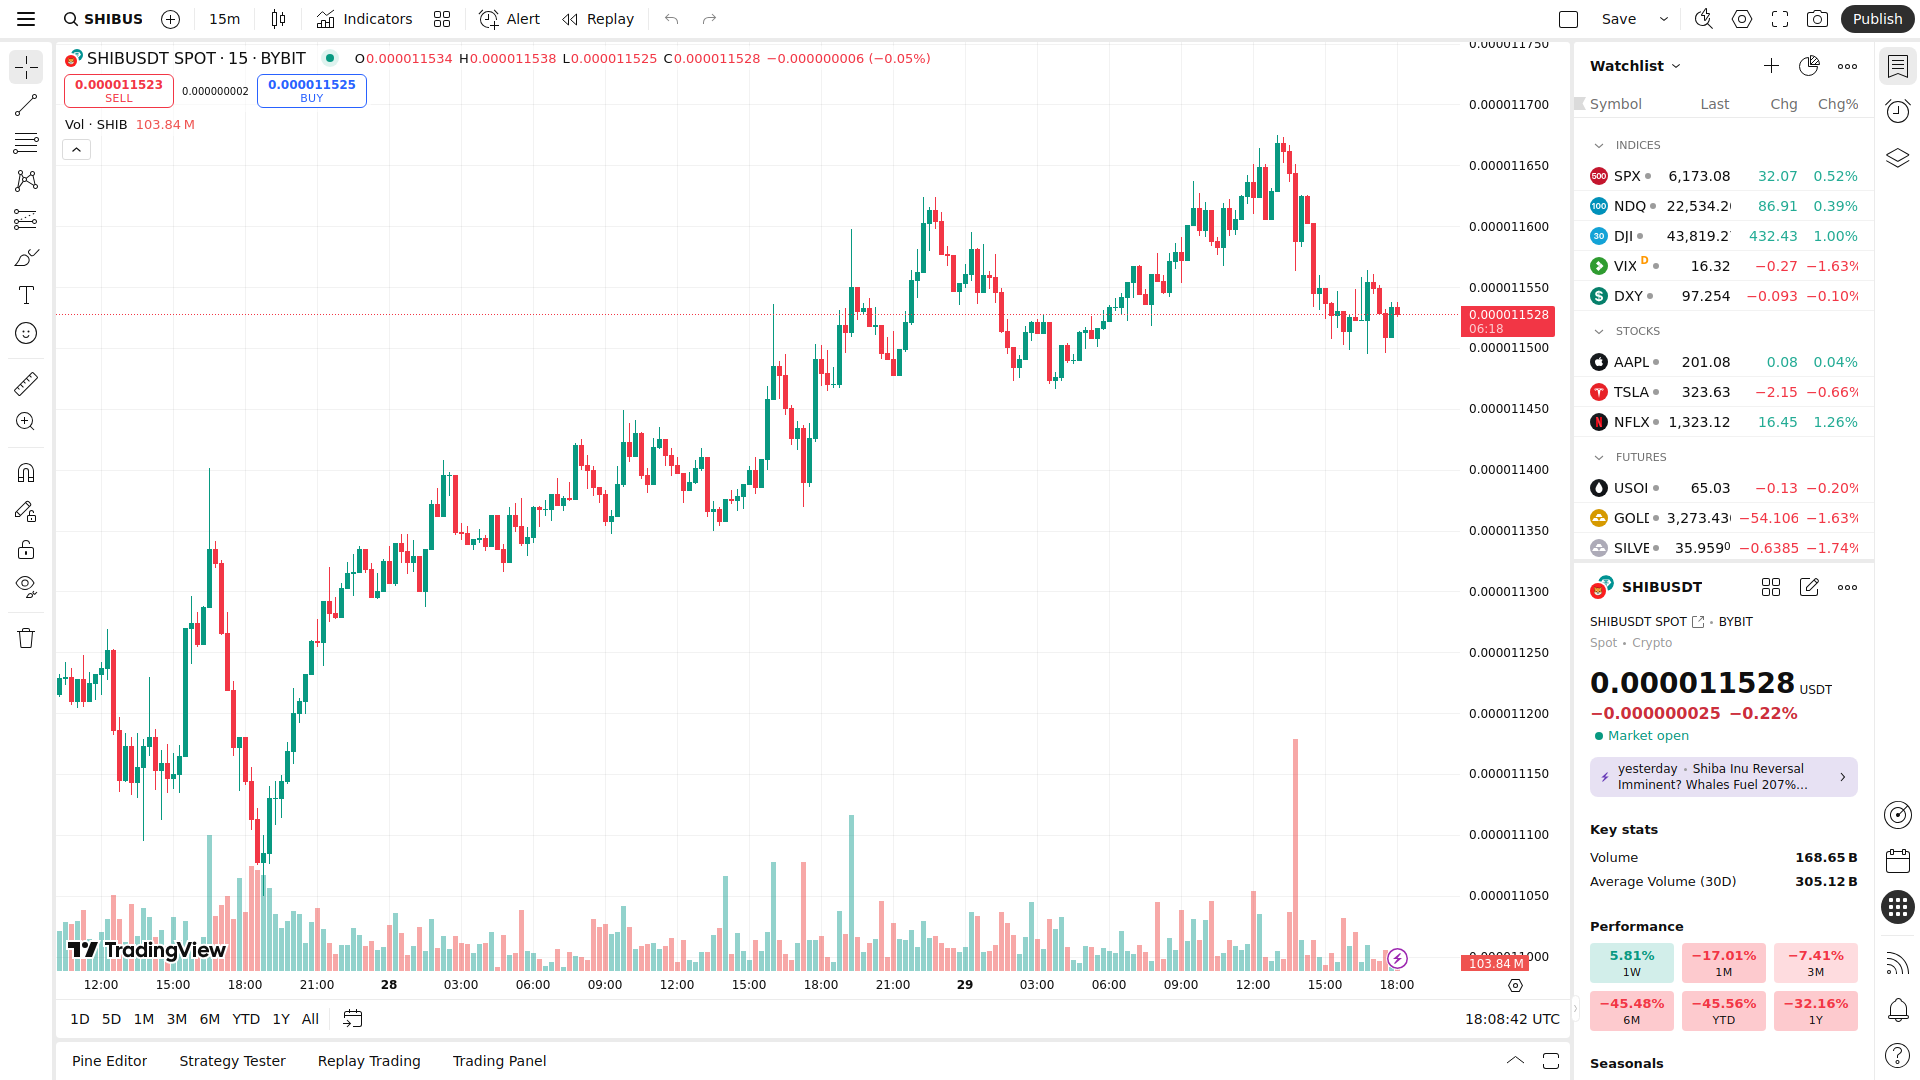 SHIBUS
15m
Indicators
Alert
Replay
Save
Publish
SHIBUSDT SPOT · 15 · BYBIT
O0.000011534 H0.000011538 L0.000011525 C0.000011528 −0.000000006 (−0.05%)
0.000011523
SELL
0.000000002
0.000011525
BUY
Vol · SHIB 103.84 M
0.000011750
0.000011700
0.000011650
0.000011600
0.000011550
0.000011528
06:18
0.000011500
0.000011450
0.000011400
0.000011350
0.000011300
0.000011250
0.000011200
0.000011150
0.000011100
0.000011050
103.84 M
TradingView
12:00 15:00 18:00 21:00 28 03:00 06:00 09:00 12:00 15:00 18:00 21:00 29 03:00 06:00 09:00 12:00 15:00 18:00
1D 5D 1M 3M 6M YTD 1Y All
18:08:42 UTC
Pine Editor Strategy Tester Replay Trading Trading Panel
Watchlist
Symbol Last Chg Chg%
INDICES
SPX 6,173.08 32.07 0.52%
NDQ 22,534.2 86.91 0.39%
DJI 43,819.2 432.43 1.00%
VIX D 16.32 −0.27 −1.63%
DXY 97.254 −0.093 −0.10%
STOCKS
AAPL 201.08 0.08 0.04%
TSLA 323.63 −2.15 −0.66%
NFLX 1,323.12 16.45 1.26%
FUTURES
USOI 65.03 −0.13 −0.20%
GOL 3,273.43 −54.106 −1.63%
SILVE 35.9590 −0.6385 −1.74%
SHIBUSDT
SHIBUSDT SPOT • BYBIT
Spot • Crypto
0.000011528 USDT
−0.000000025 −0.22%
Market open
yesterday • Shiba Inu Reversal
Imminent? Whales Fuel 207%...
Key stats
Volume 168.65 B
Average Volume (30D) 305.12 B
Performance
5.81% −17.01% −7.41%
1W 1M 3M
−45.48% −45.56% −32.16%
6M YTD 1Y
Seasonals